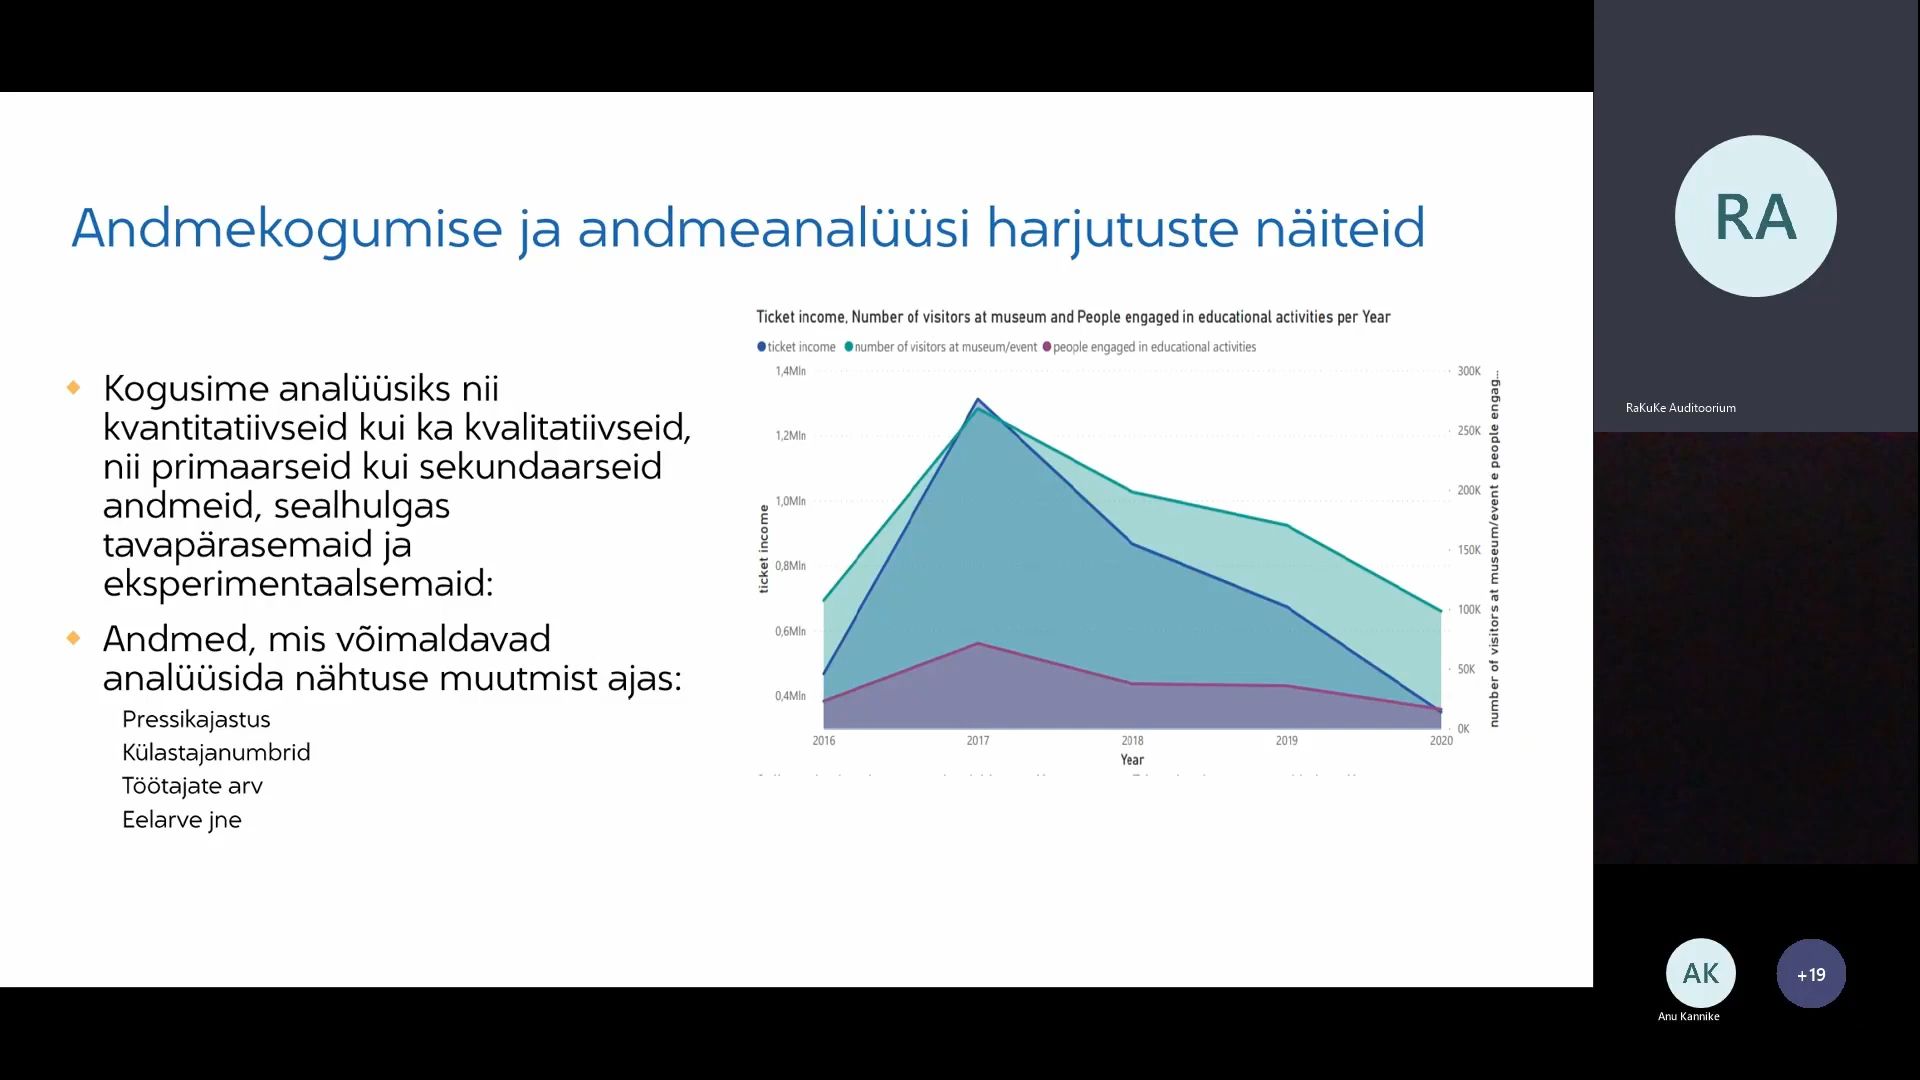 Andmekogumise ja andmeanalüüsi harjutuste näiteid
Kogusime analüüsiks nii
kvantitatiivseid kui ka kvalitatiivseid,
nii primaarseid kui sekundaarseid
andmeid, sealhulgas
tavapärasemaid ja
eksperimentaalsemaid:
Andmed, mis võimaldavad
analüüsida nähtuse muutmist ajas:
Pressikajastus
Külastajanumbrid
Töötajate arv
Eelarve jne
Ticket income, Number of visitors at museum and People engaged in educational activities per Year
ticket income number of visitors at museum/event people engaged in educational activities
1,4Mln
1,2Mln
1,0Mln
0,8Mln
0,6Mln
0,4Mln
ticket income
300K
250K
200K
150K
100K
50K
0K
number of visitors at museum/event e people engag...
2016 2017 2018 2019 2020
Year
RA
RaKuKe Auditoorium
AK
+19
Anu Kannike